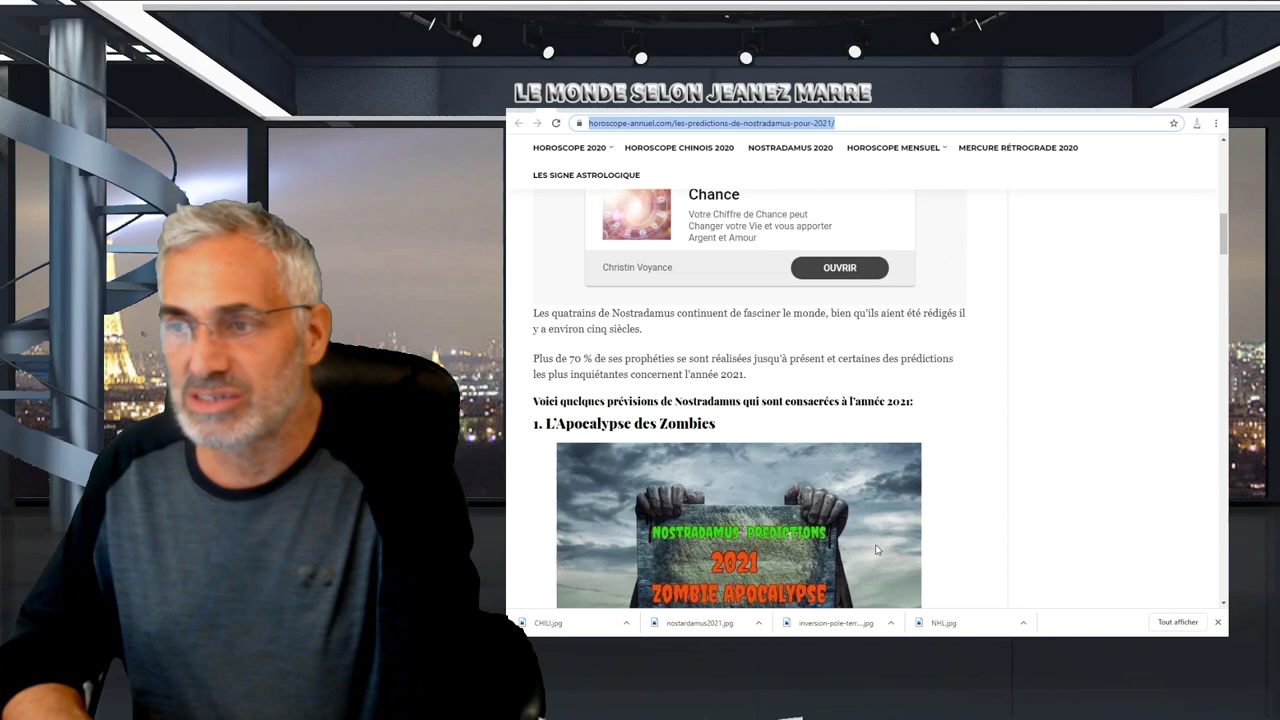 LE MONDE SELON JEANEZ MARRE
horoscope-annuel.com/les-predictions-de-nostradamus-pour-2021/
HOROSCOPE 2020
HOROSCOPE CHINOIS 2020
NOSTRADAMUS 2020
HOROSCOPE MENSUEL
MERCURE RÉTROGRADE 2020
LES SIGNE ASTROLOGIQUE
Chance
Votre Chiffre de Chance peut
Changer votre Vie et vous apporter
Argent et Amour
Christin Voyance
OUVRIR
Les quatrains de Nostradamus continuent de fasciner le monde, bien qu'ils aient été rédigés il
y a environ cinq siècles.
Plus de 70 % de ses prophéties se sont réalisées jusqu'à présent et certaines des prédictions
les plus inquiétantes concernent l'année 2021.
Voici quelques prévisions de Nostradamus qui sont consacrées à l'année 2021:
1. L'Apocalypse des Zombies
NOSTRADAMUS PREDICTIONS
2021
ZOMBIE APOCALYPSE
CHILI.jpg
nostardamus2021.jpg
inversion-pole-terr....jpg
NHL.jpg
Tout afficher